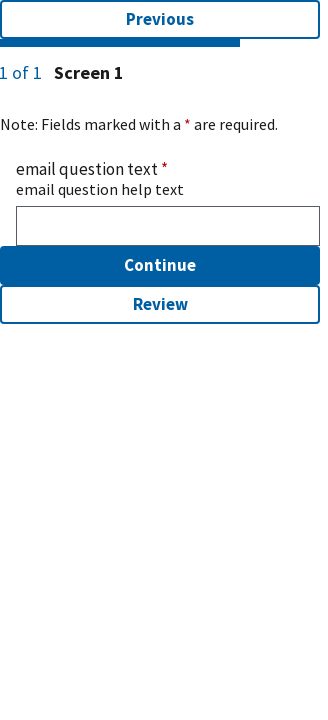 Previous
1 of 1 Screen 1
Note: Fields marked with a * are required.
email question text *
email question help text
Continue
Review